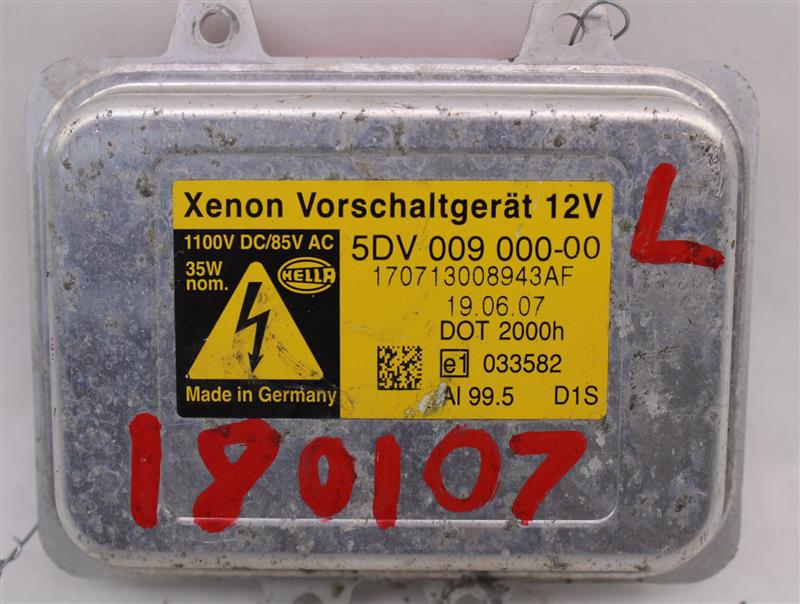 Xenon Vorschaltgerät 12V
1100V DC/85V AC
35W
nom.
HELLA
Made in Germany
5DV 009 000-00
170713008943AF
19.06.07
DOT 2000h
e1 033582
AI 99.5 D1S
L
180107